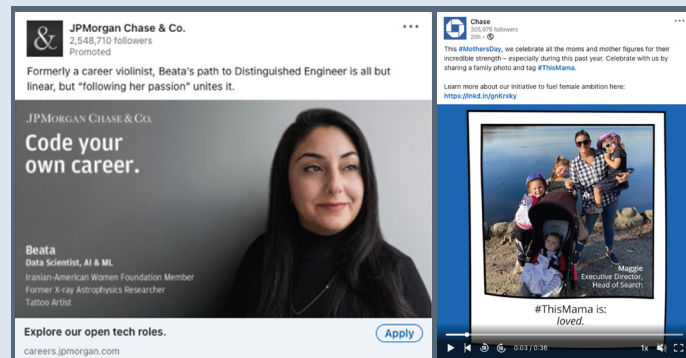 &
JPMorgan Chase & Co.
2,548,710 followers
Promoted
Formerly a career violinist, Beata's path to Distinguished Engineer is all but
linear, but "following her passion" unites it.
JPMORGAN CHASE & CO.
Code your
own career.
Beata
Data Scientist, AI & ML
Iranian-American Women Foundation Member
Former X-ray Astrophysics Researcher
Tattoo Artist
Explore our open tech roles.
Apply
careers.jpmorgan.com
Chase
305,976 followers
20h •
This #MothersDay, we celebrate all the moms and mother figures for their
incredible strength – especially during this past year. Celebrate with us by
sharing a family photo and tag #ThisMama.
Learn more about our initiative to fuel female ambition here:
https://lnkd.in/gnKrxky
Maggie
Executive Director,
Head of Search
#ThisMama is:
loved.
0:03 / 0:36
1x